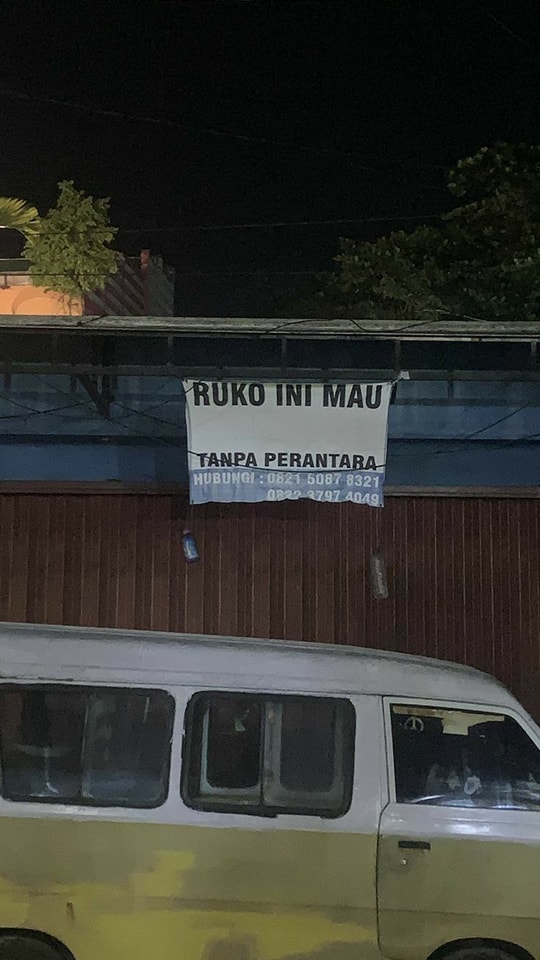 RUKO INI MAU
TANPA PERANTARA
HUBUNGI : 0821 5087 8321
0822 3797 4049